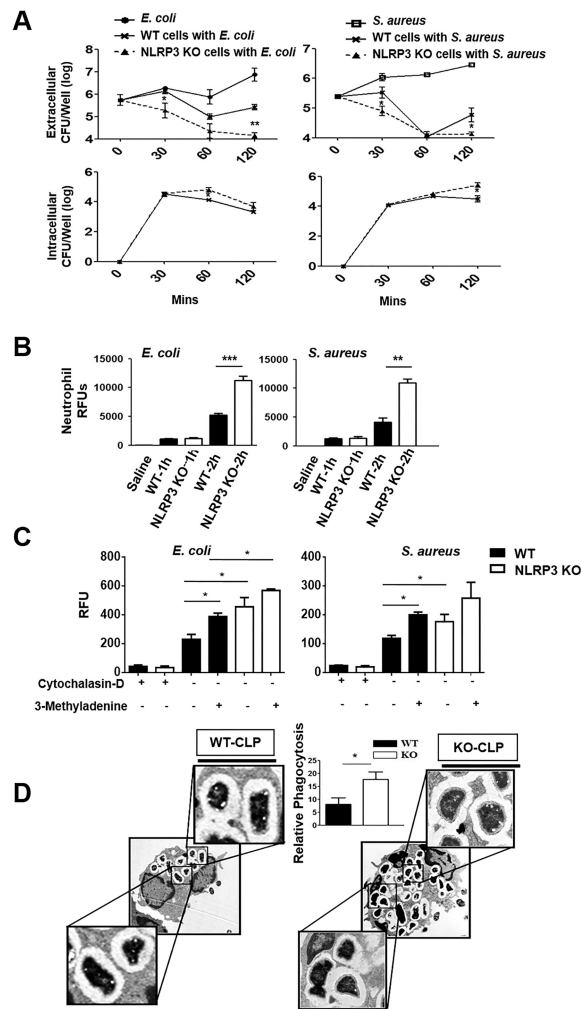 A
E. coli
WT cells with E. coli
NLRP3 KO cells with E. coli
S. aureus
WT cells with S. aureus
NLRP3 KO cells with S. aureus
Extracellular
CFU/Well (log)
8
7
6
5
4
*
**
0
30
60
120
7
6
5
4
*
*
0
30
60
120
Intracellular
CFU/Well (log)
6
4
2
0
*
0
30
60
120
Mins
6
4
2
0
*
0
30
60
120
Mins
B
E. coli
S. aureus
Neutrophil
RFUs
15000
10000
5000
0
***
Saline
WT-1h
NLRP3 KO-1h
WT-2h
NLRP3 KO-2h
15000
10000
5000
0
**
Saline
WT-1h
NLRP3 KO-1h
WT-2h
NLRP3 KO-2h
C
E. coli
S. aureus
WT
NLRP3 KO
RFU
800
600
400
200
0
* * *
400
300
200
100
0
* *
Cytochalasin-D + + - - - - + + - - - -
3-Methyladenine - - - + - + - - - + - +
D
WT-CLP
KO-CLP
WT
KO
Relative Phagocytosis
25
20
15
10
5
0
*